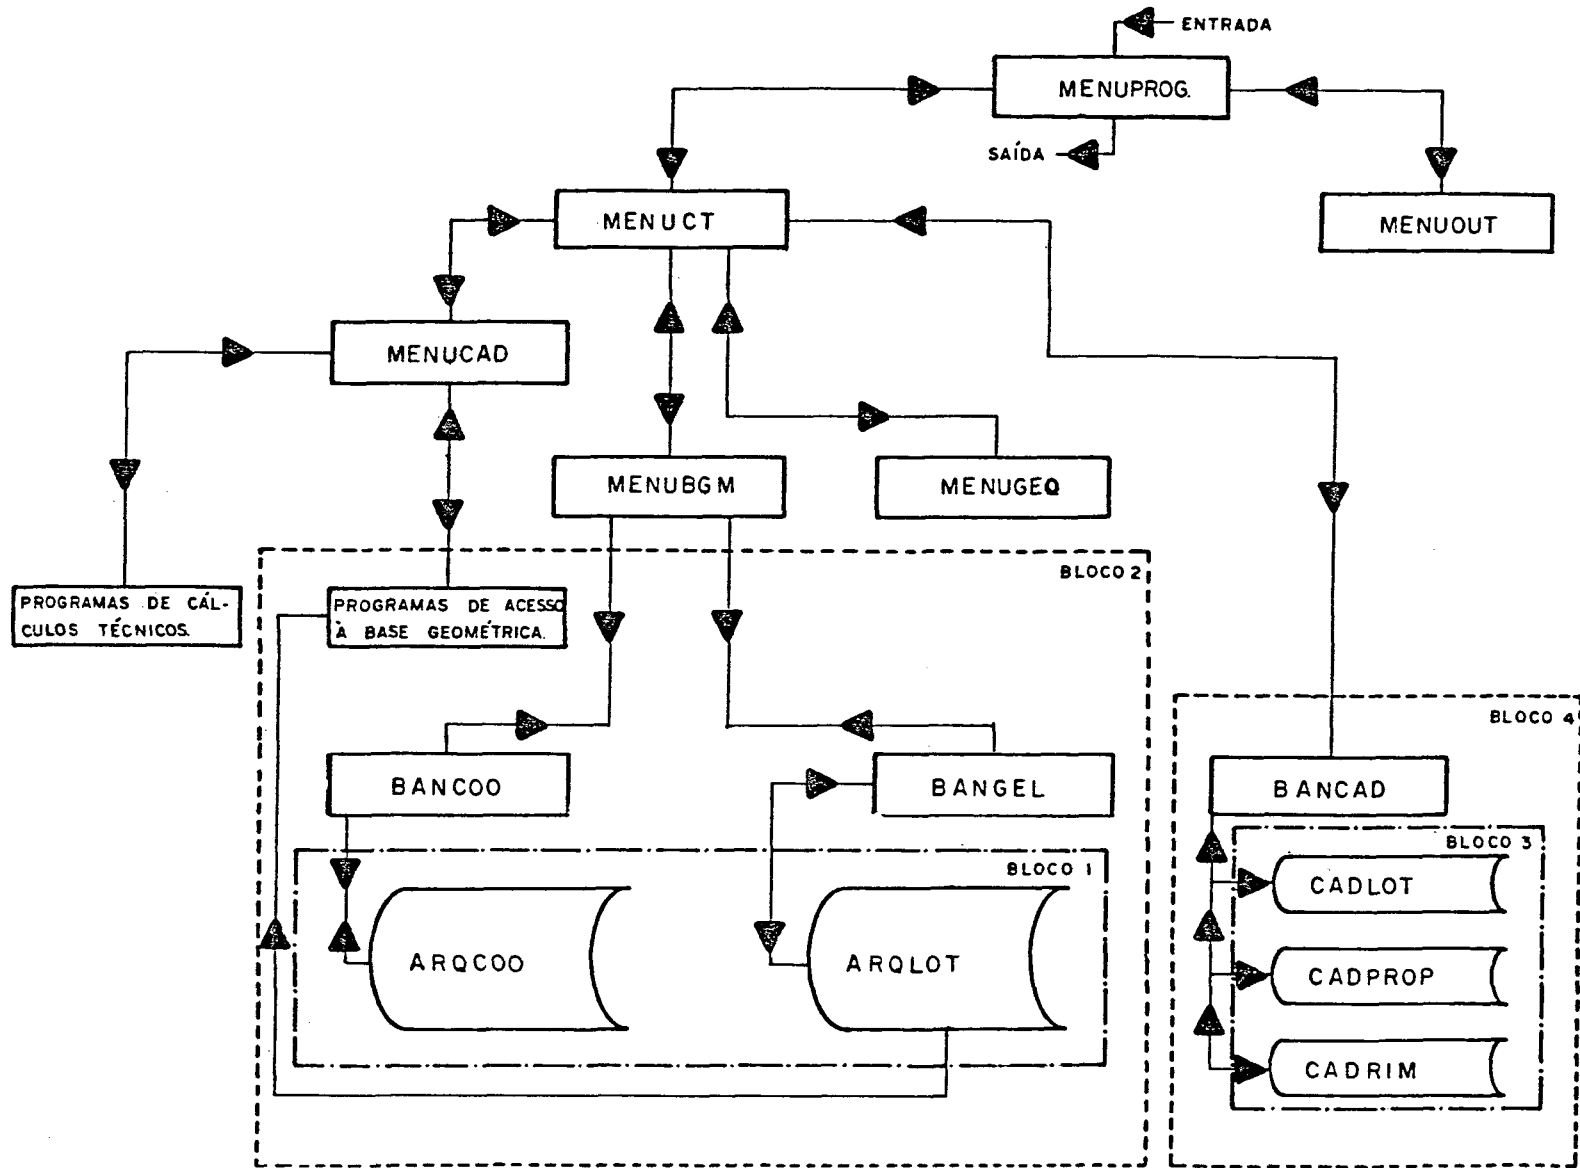 ENTRADA
MENUPROG.
SAÍDA
MENUCT
MENUOUT
MENUCAD
MENUBGM
MENUGEO
BLOCO 2
PROGRAMAS DE CÁL-
CULOS TÉCNICOS.
PROGRAMAS DE ACESSO
À BASE GEOMÉTRICA.
BLOCO 4
BANCOO
BANGEL
BANCAD
BLOCO 3
BLOCO 1
CADLOT
ARQCOO
ARQLOT
CADPROP
CADRIM